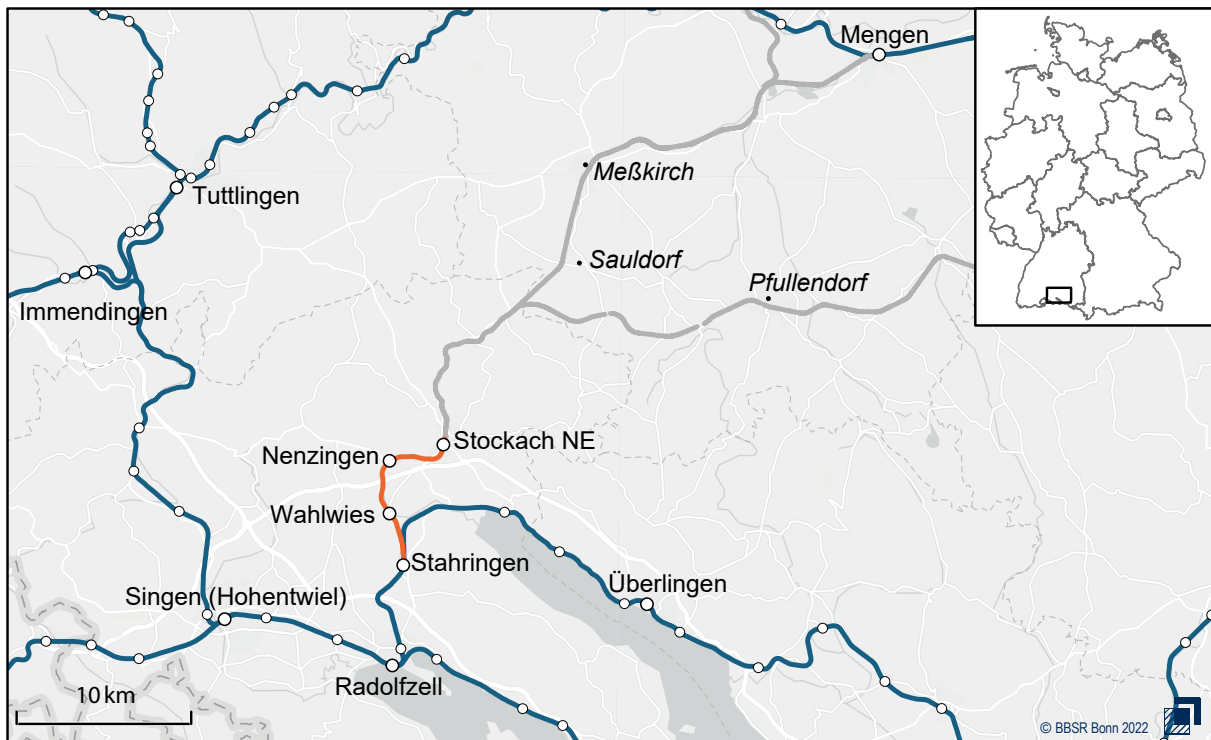 Mengen
Meßkirch
Tuttlingen
Sauldorf
Pfullendorf
Immendingen
Stockach NE
Nenzingen
Wahlwies
Stahringen
Überlingen
Singen (Hohentwiel)
Radolfzell
10 km
© BBSR Bonn 2022